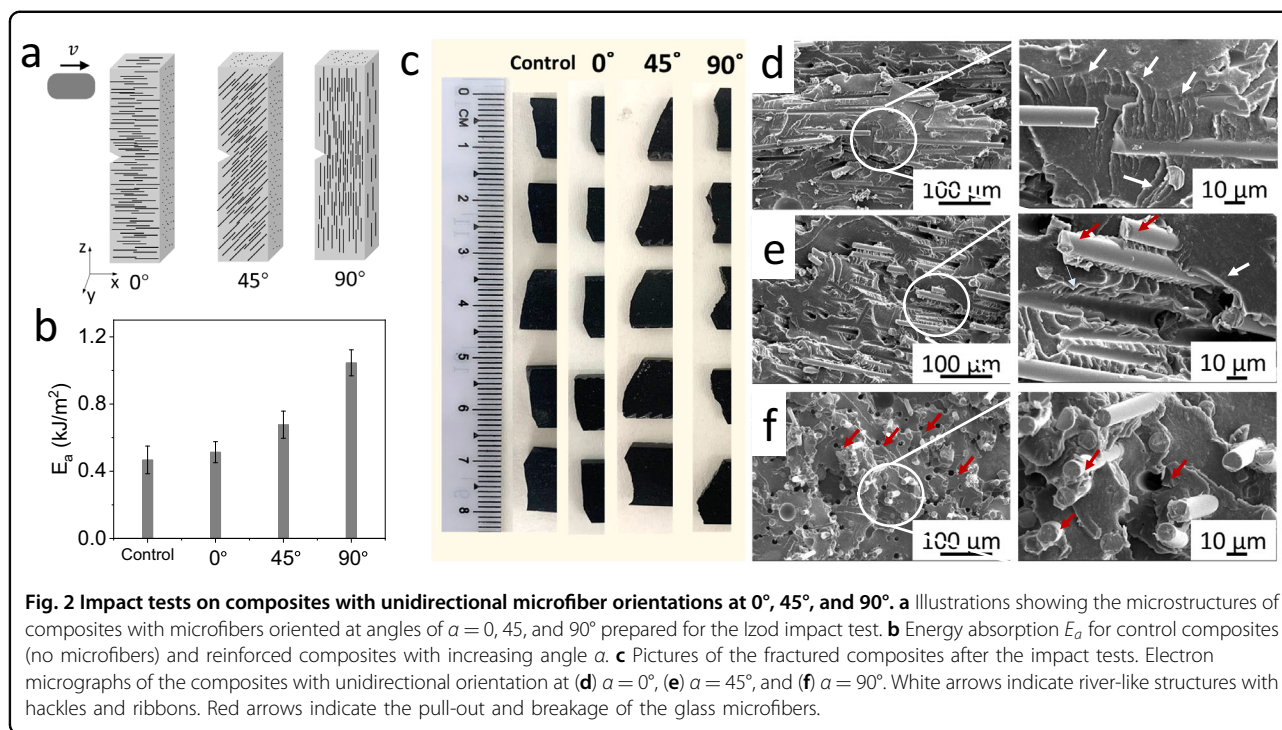 a
v
z
y
x
0°
45°
90°
b
E_a (kJ/m²)
1.2
0.8
0.4
0.0
Control
0°
45°
90°
c
Control
0°
45°
90°
0
CM
1
2
3
4
5
6
7
8
d
100 µm
10 µm
e
100 µm
10 µm
f
100 µm
10 µm
Fig. 2 Impact tests on composites with unidirectional microfiber orientations at 0°, 45°, and 90°. a Illustrations showing the microstructures of
composites with microfibers oriented at angles of α = 0, 45, and 90° prepared for the Izod impact test. b Energy absorption E_a for control composites
(no microfibers) and reinforced composites with increasing angle α. c Pictures of the fractured composites after the impact tests. Electron
micrographs of the composites with unidirectional orientation at (d) α = 0°, (e) α = 45°, and (f) α = 90°. White arrows indicate river-like structures with
hackles and ribbons. Red arrows indicate the pull-out and breakage of the glass microfibers.